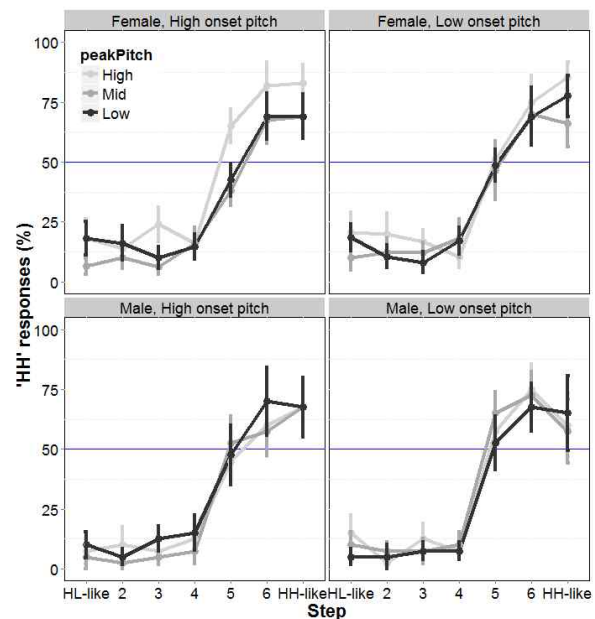 Female, High onset pitch
Female, Low onset pitch
100
75
50
25
0
peakPitch
High
Mid
Low
Male, High onset pitch
Male, Low onset pitch
100
75
50
25
0
'HH' responses (%)
HL-like 2 3 4 5 6 HH-like
HL-like 2 3 4 5 6 HH-like
Step